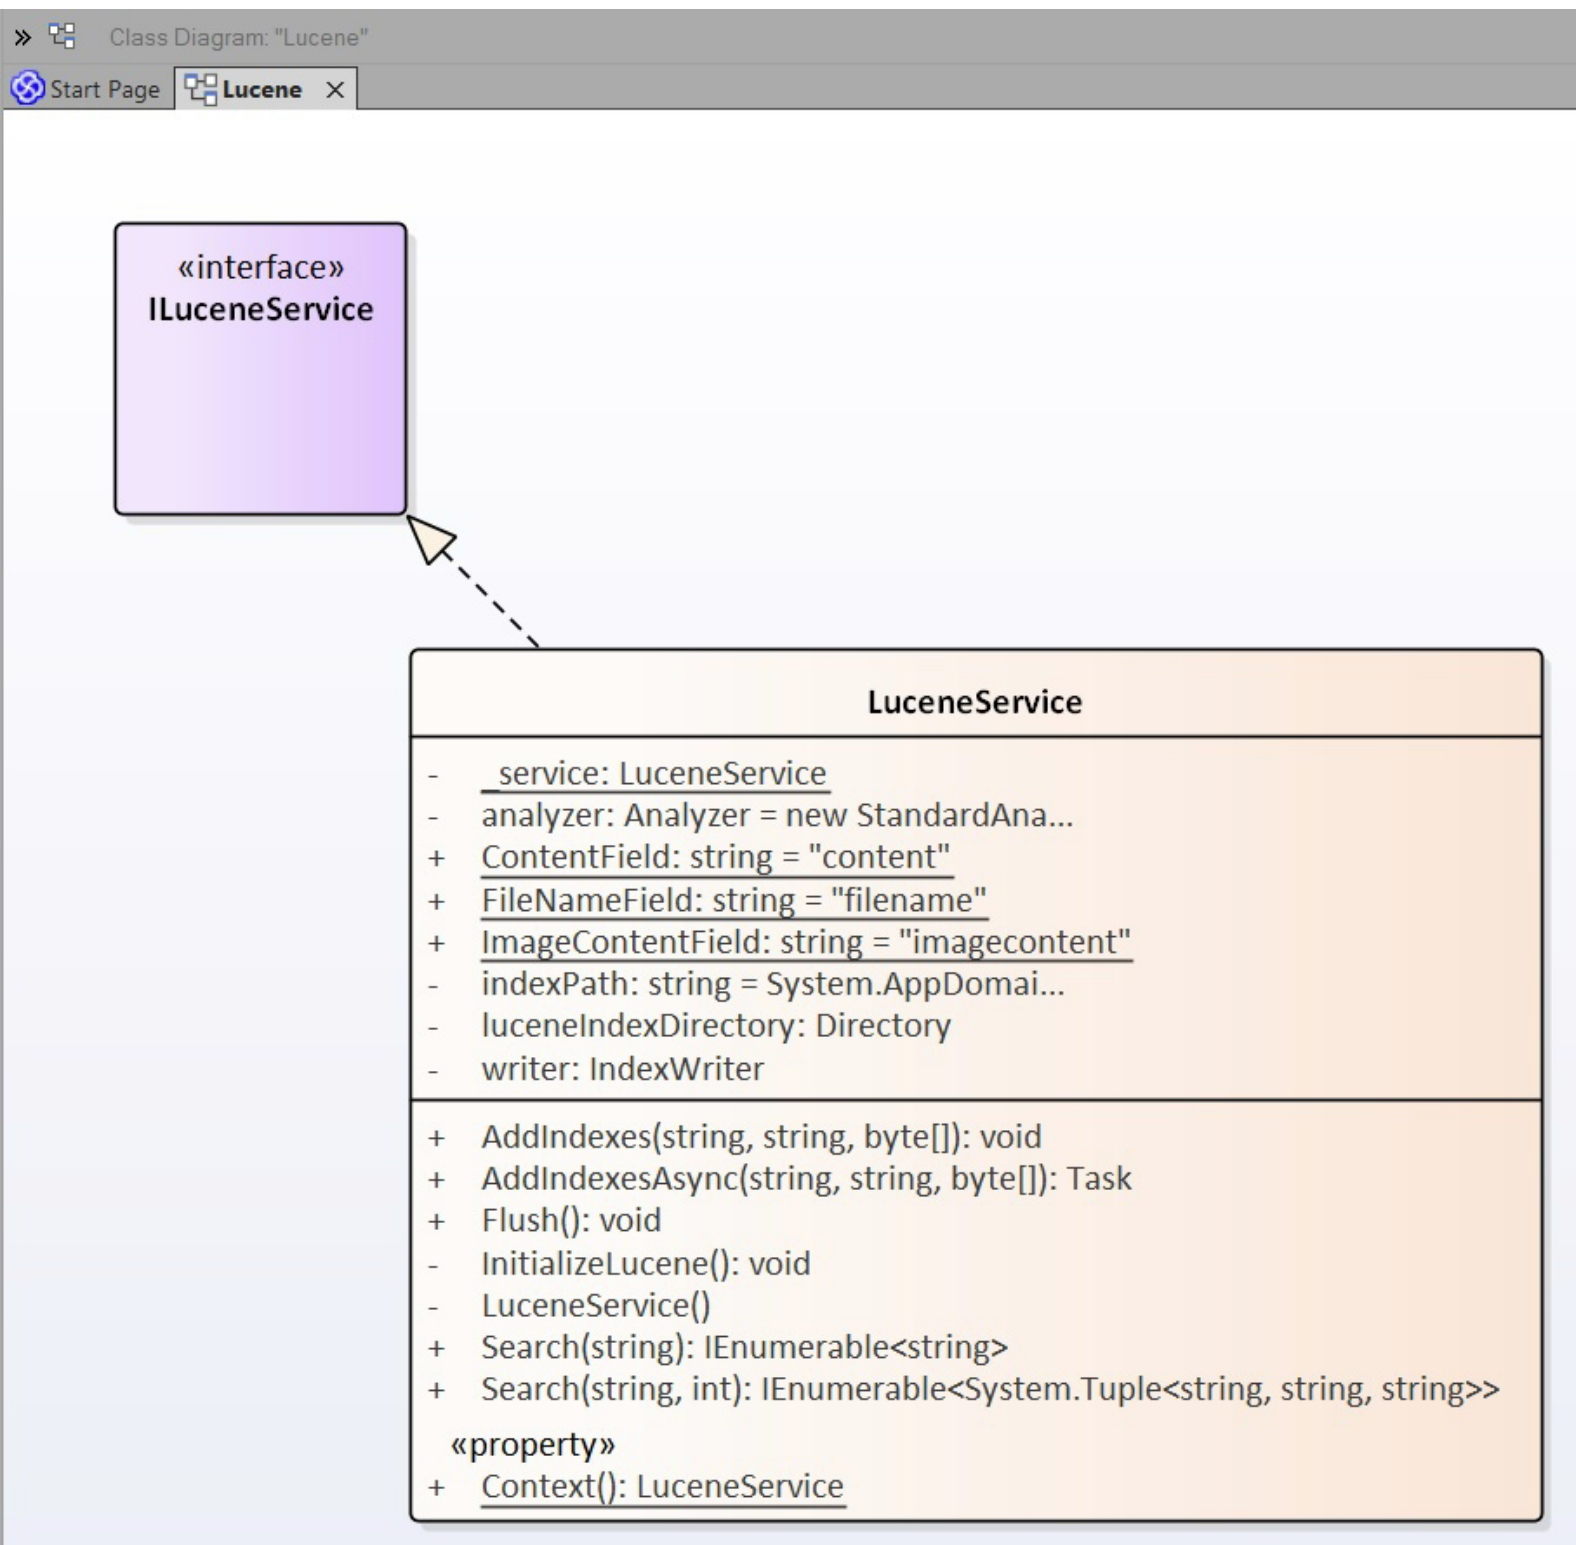 » Class Diagram: "Lucene"
Start Page Lucene X
«interface»
ILuceneService
LuceneService
- _service: LuceneService
- analyzer: Analyzer = new StandardAna...
+ ContentField: string = "content"
+ FileNameField: string = "filename"
+ ImageContentField: string = "imagecontent"
- indexPath: string = System.AppDomai...
- luceneIndexDirectory: Directory
- writer: IndexWriter
+ AddIndexes(string, string, byte[]): void
+ AddIndexesAsync(string, string, byte[]): Task
+ Flush(): void
- InitializeLucene(): void
- LuceneService()
+ Search(string): IEnumerable<string>
+ Search(string, int): IEnumerable<System.Tuple<string, string, string>>
«property»
+ Context(): LuceneService